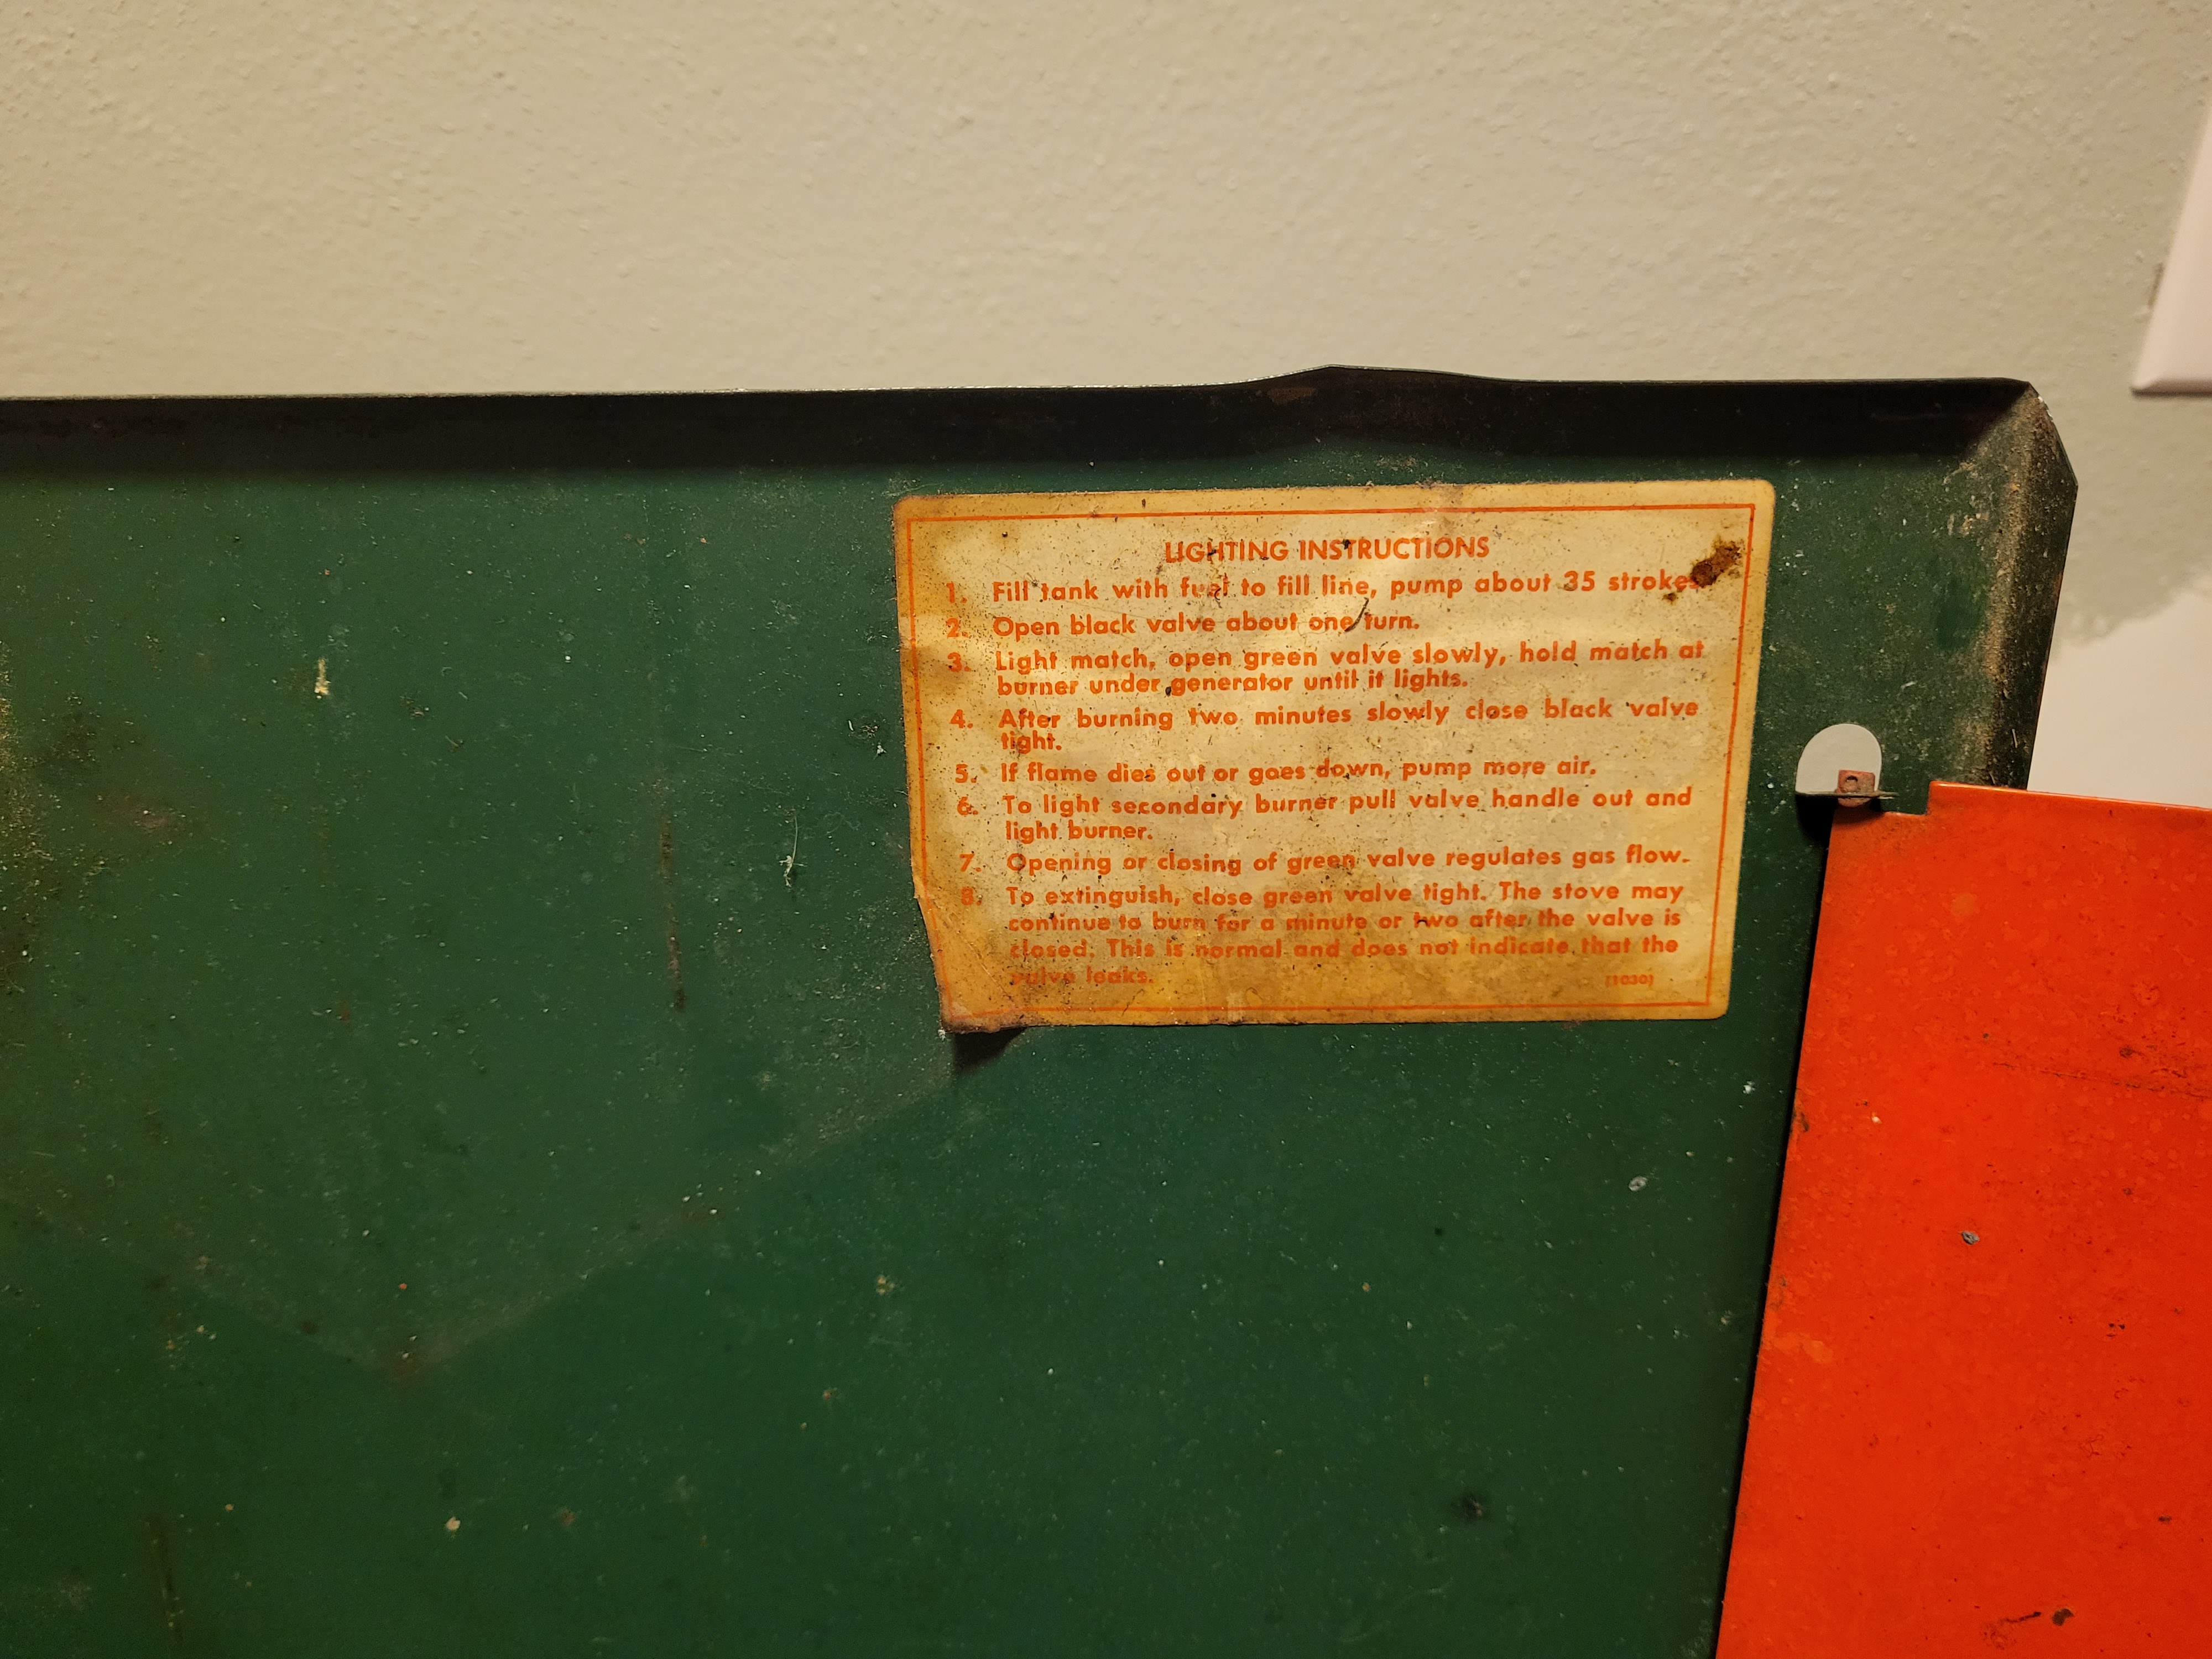 LIGHTING INSTRUCTIONS
1. Fill tank with fuel to fill line, pump about 35 strokes
2. Open black valve about one turn.
3. Light match, open green valve slowly, hold match at
burner under generator until it lights.
4. After burning two minutes slowly close black valve
tight.
5. If flame dies out or goes down, pump more air.
6. To light secondary burner pull valve handle out and
light burner.
7. Opening or closing of green valve regulates gas flow.
8. To extinguish, close green valve tight. The stove may
continue to burn for a minute or two after the valve is
closed. This is normal and does not indicate that the
valve leaks.
(1030)